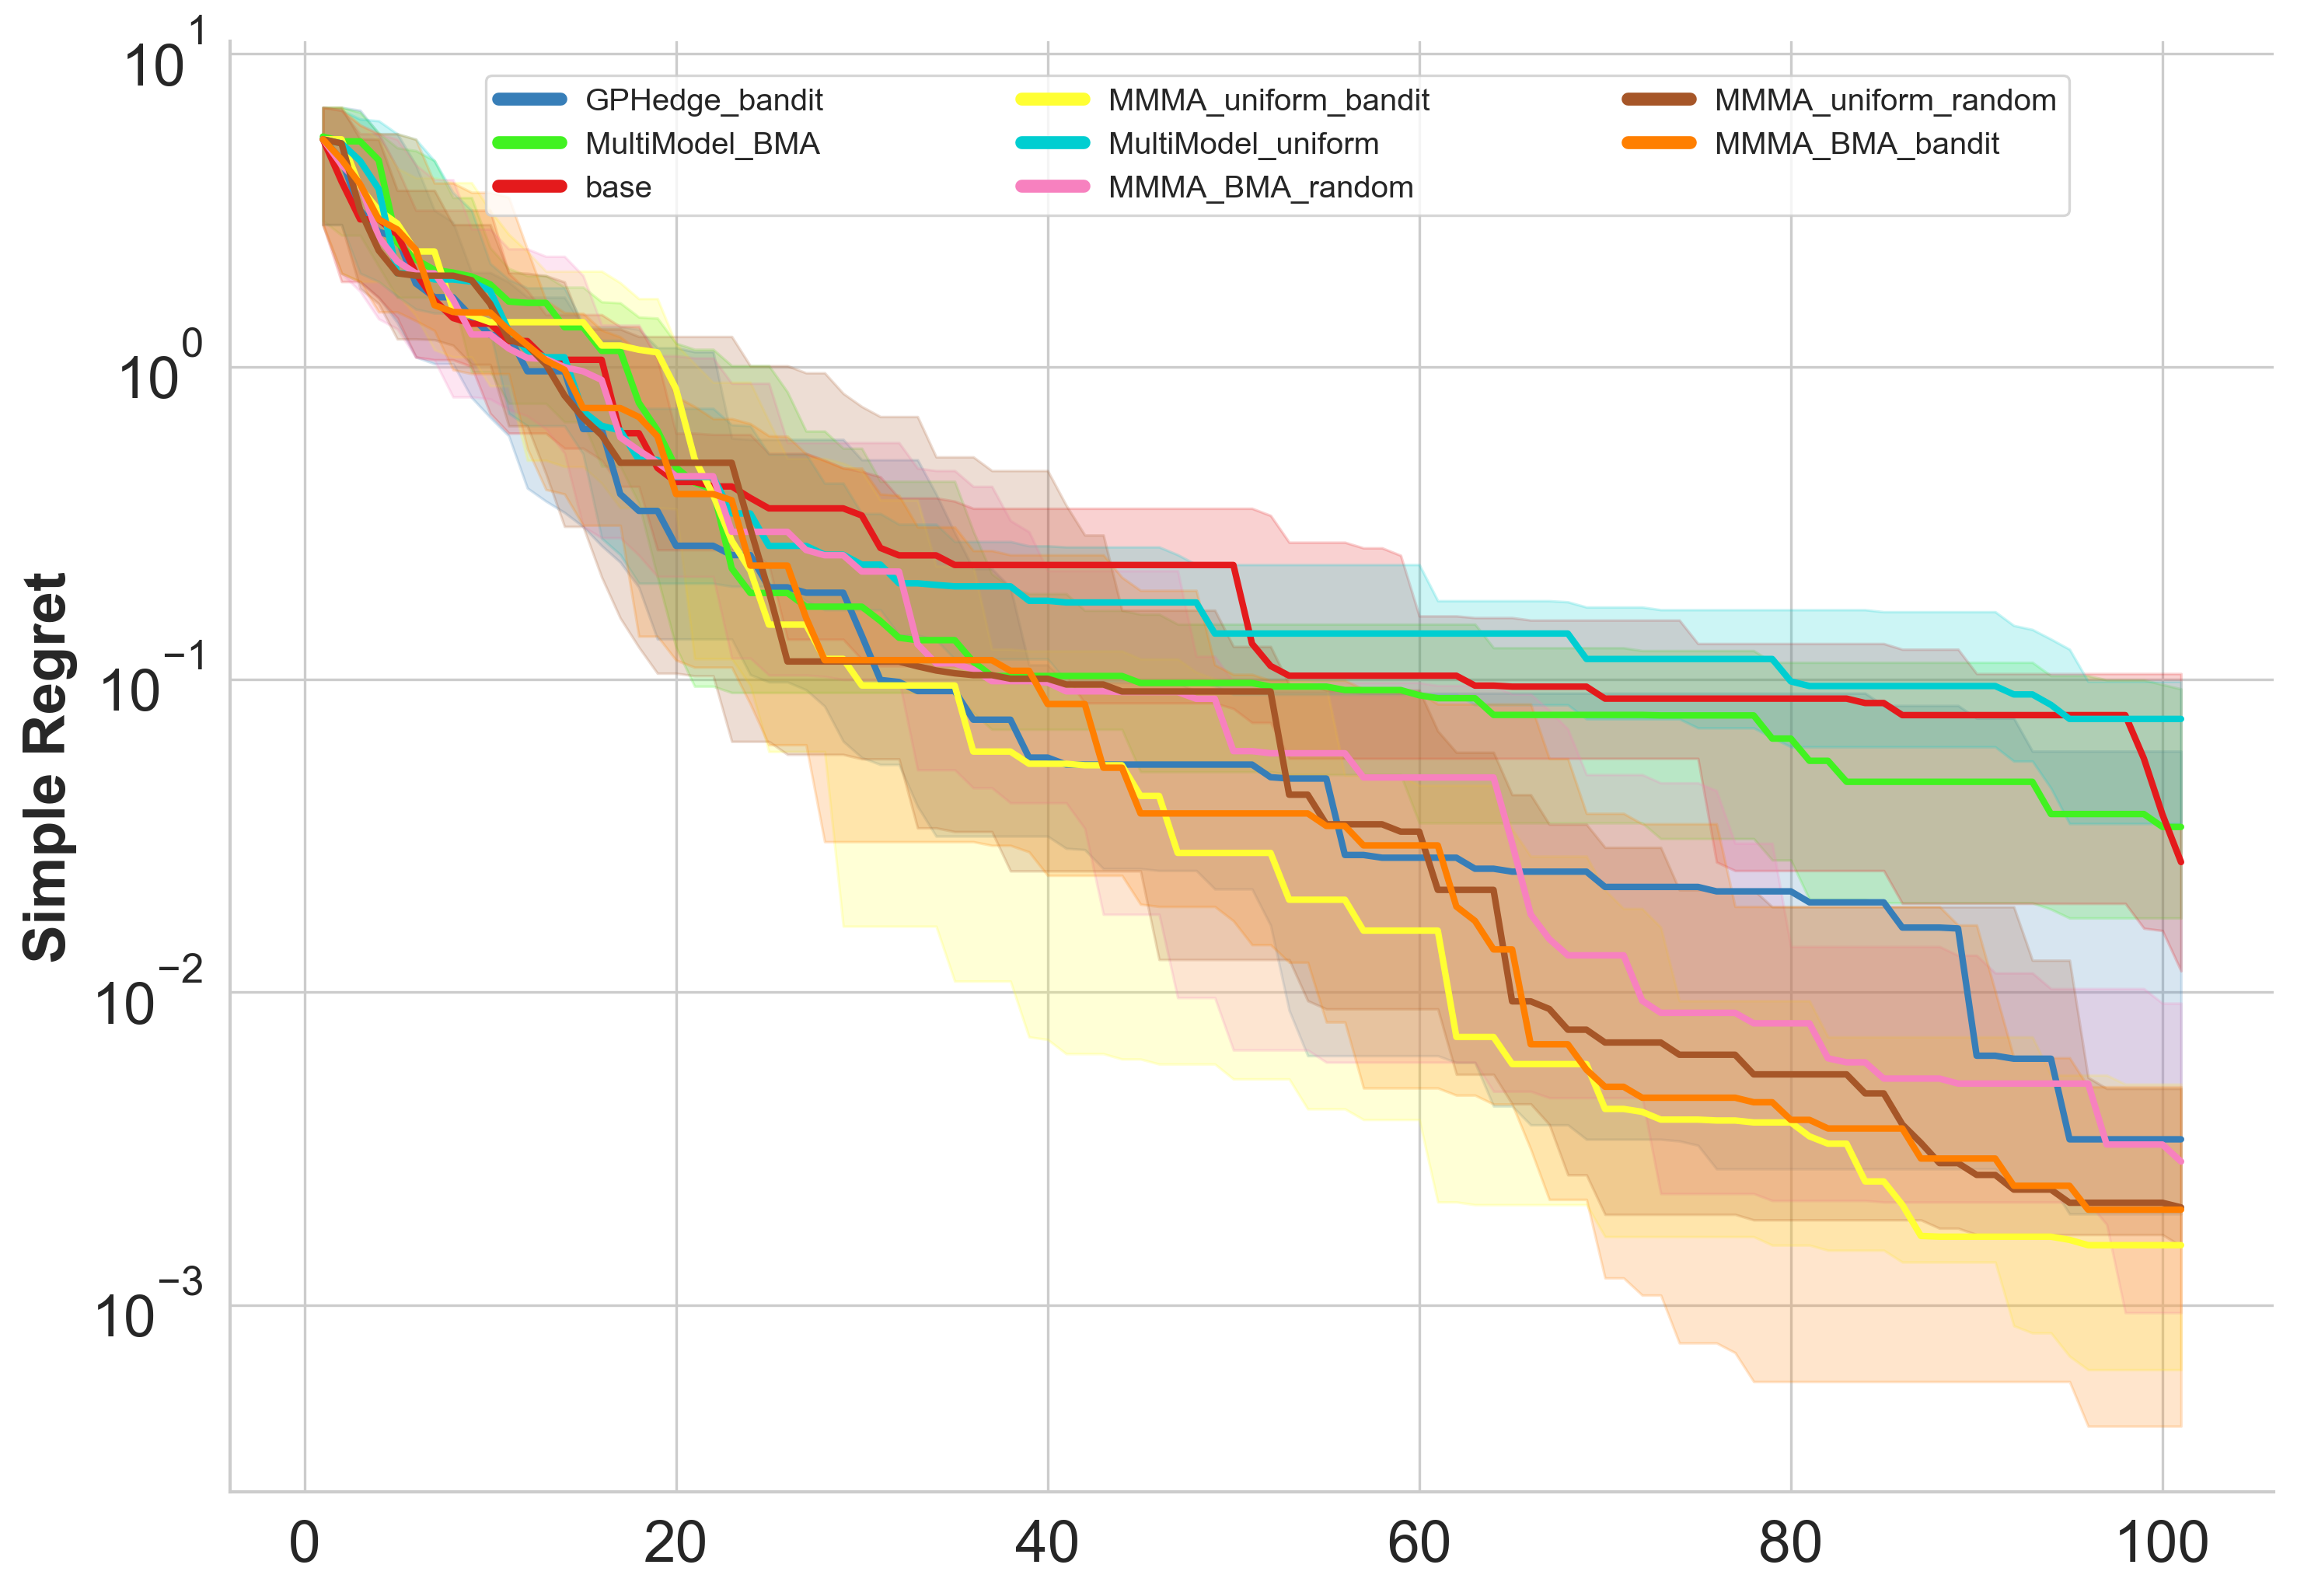 10^1
10^0
10^−1
10^−2
10^−3
Simple Regret
GPHedge_bandit
MultiModel_BMA
base
MMMA_uniform_bandit
MultiModel_uniform
MMMA_BMA_random
MMMA_uniform_random
MMMA_BMA_bandit
0 20 40 60 80 100